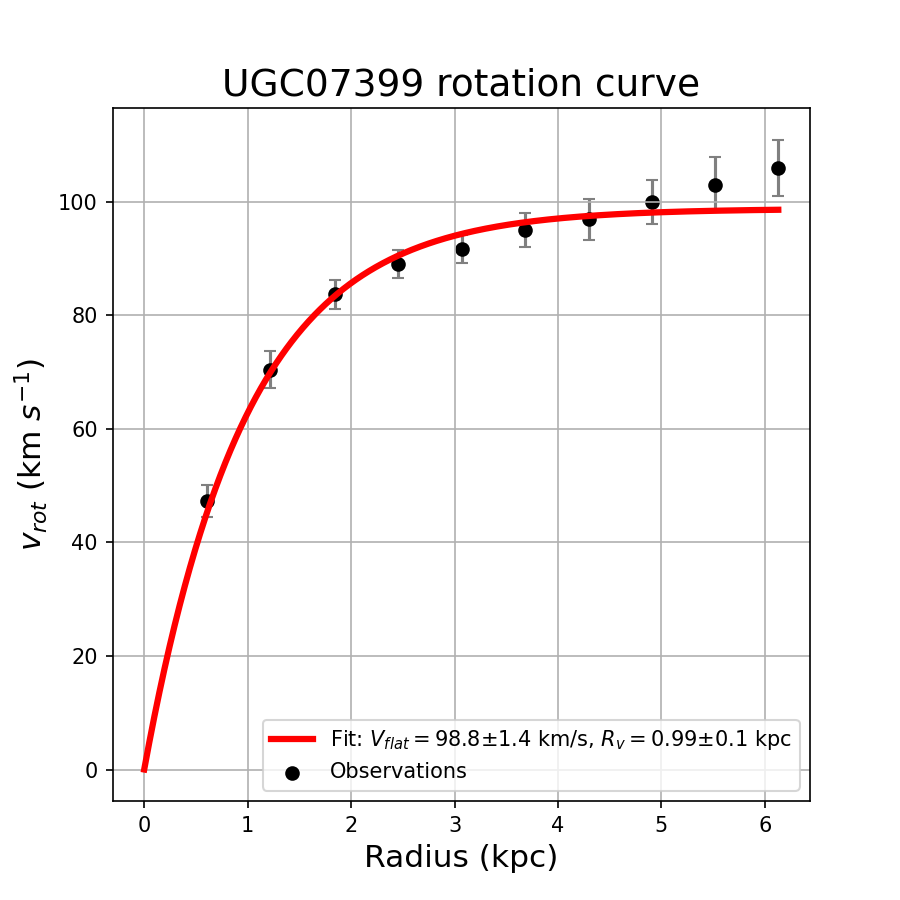 UGC07399 rotation curve
100
80
60
40
20
0
v_rot (km s⁻¹)
Fit: V_flat = 98.8±1.4 km/s, R_v = 0.99±0.1 kpc
Observations
0 1 2 3 4 5 6
Radius (kpc)